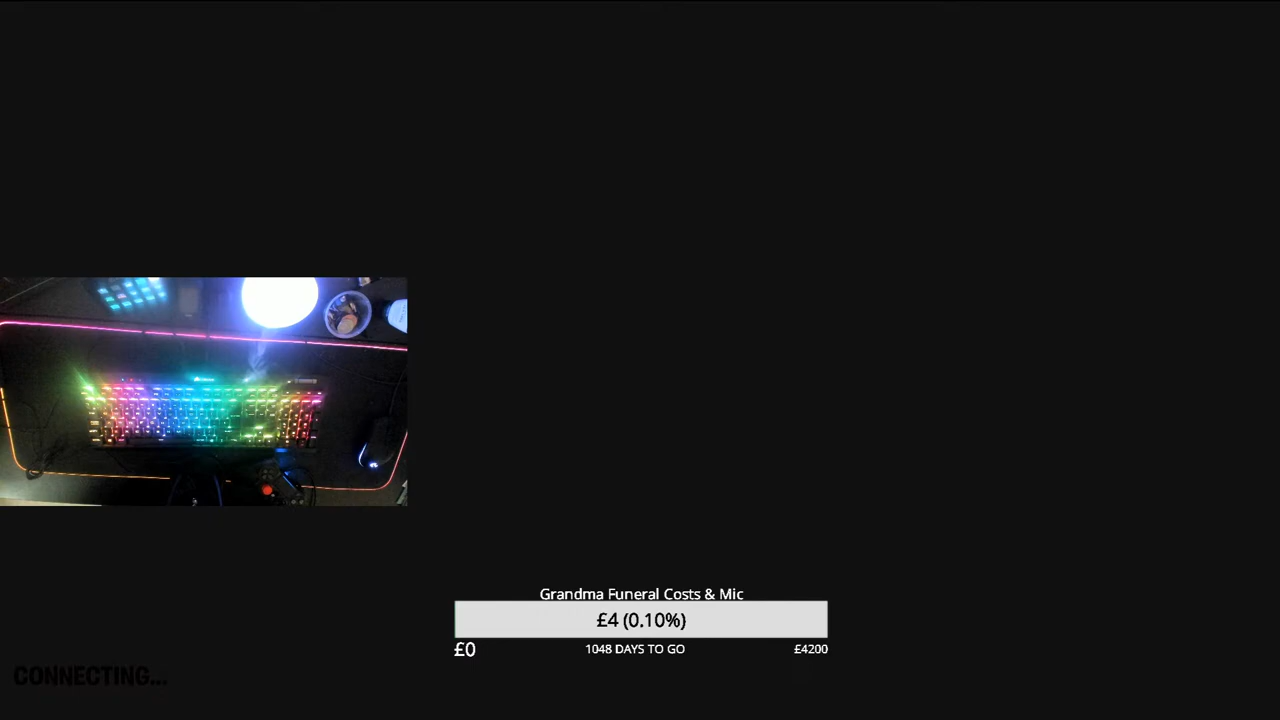 Grandma Funeral Costs & Mic
£4 (0.10%)
£0 1048 DAYS TO GO £4200
CONNECTING...